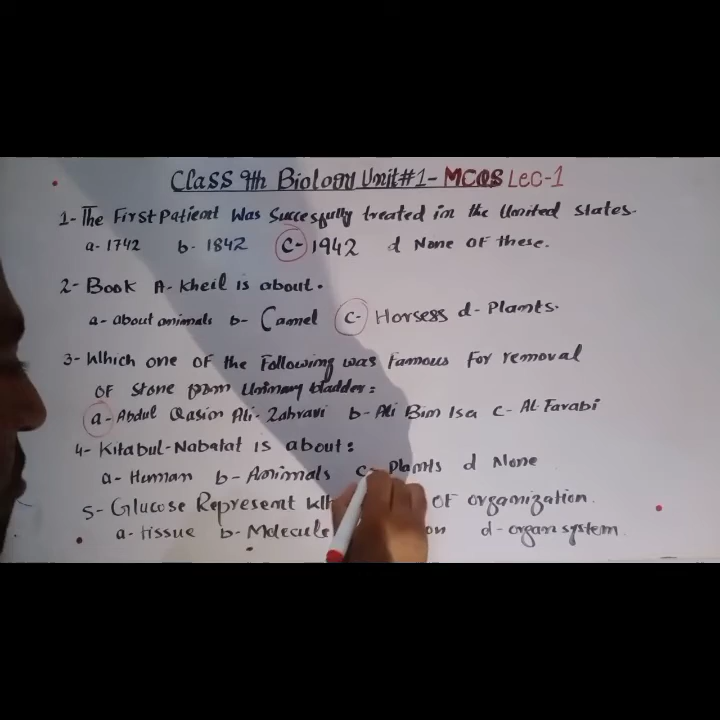 Class 9th Biology Unit#1- MCQS Lec-1
1- The First Patient Was Succesfully treated in the United states.
a- 1742 b- 1842 c- 1942 d None OF these.
2- Book A- Kheil is about.
a- about animals b- Camel c- Horsess d- Plants.
3- Which one OF the Following was Famous For removal
OF stone from Urinary bladder:
a- Abdul Qasim Ali- Zahravi b- Ali Bin Isa c- Al- Farabi
4- Kitabul- Nabatat is about:
a- Human b- Animals c- Plants d None
5- Glucose Represent OF organization.
a- tissue b- Molecule d- organ system